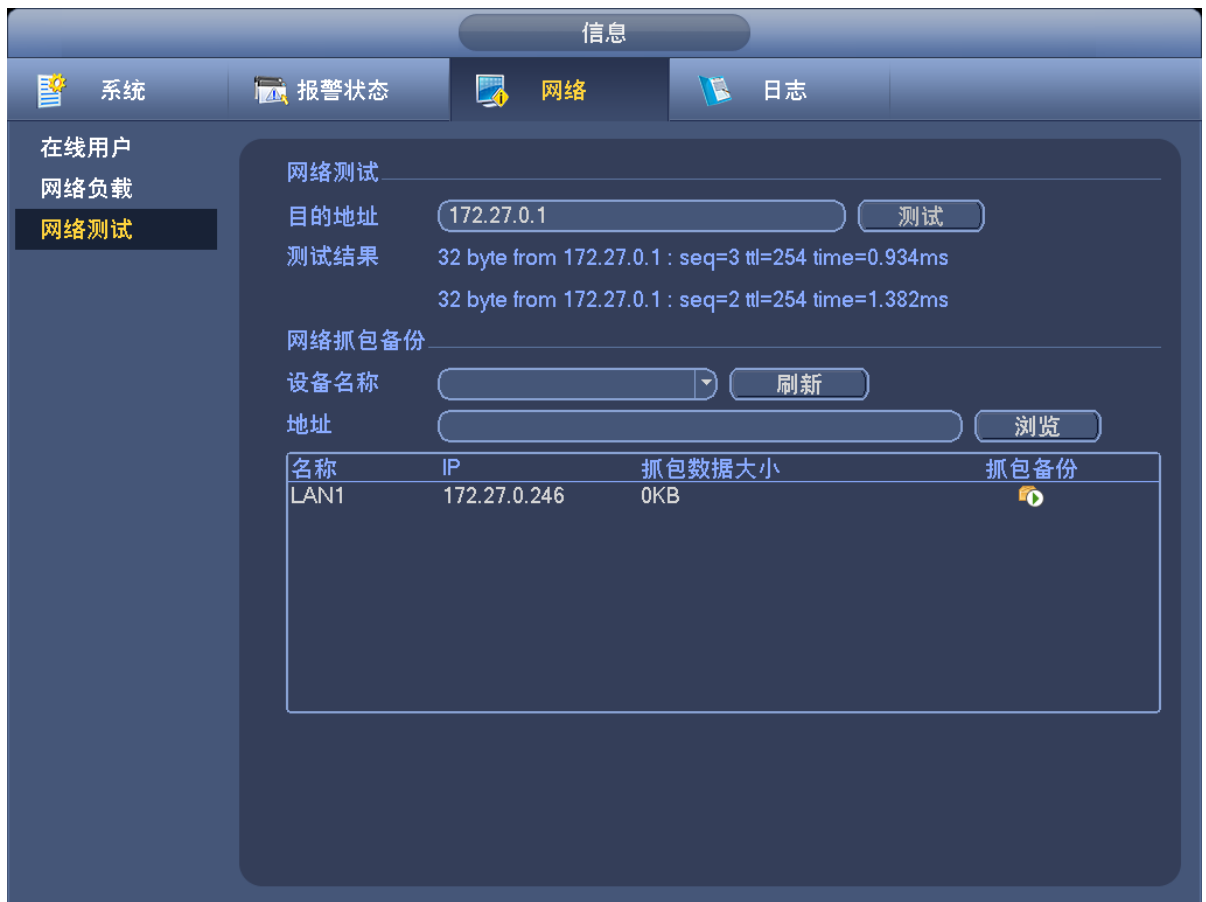 信息
系统 报警状态 网络 日志
在线用户
网络负载
网络测试
网络测试
目的地址 172.27.0.1 测试
测试结果 32 byte from 172.27.0.1 : seq=3 ttl=254 time=0.934ms
32 byte from 172.27.0.1 : seq=2 ttl=254 time=1.382ms
网络抓包备份
设备名称 刷新
地址 浏览
名称 IP 抓包数据大小 抓包备份
LAN1 172.27.0.246 0KB